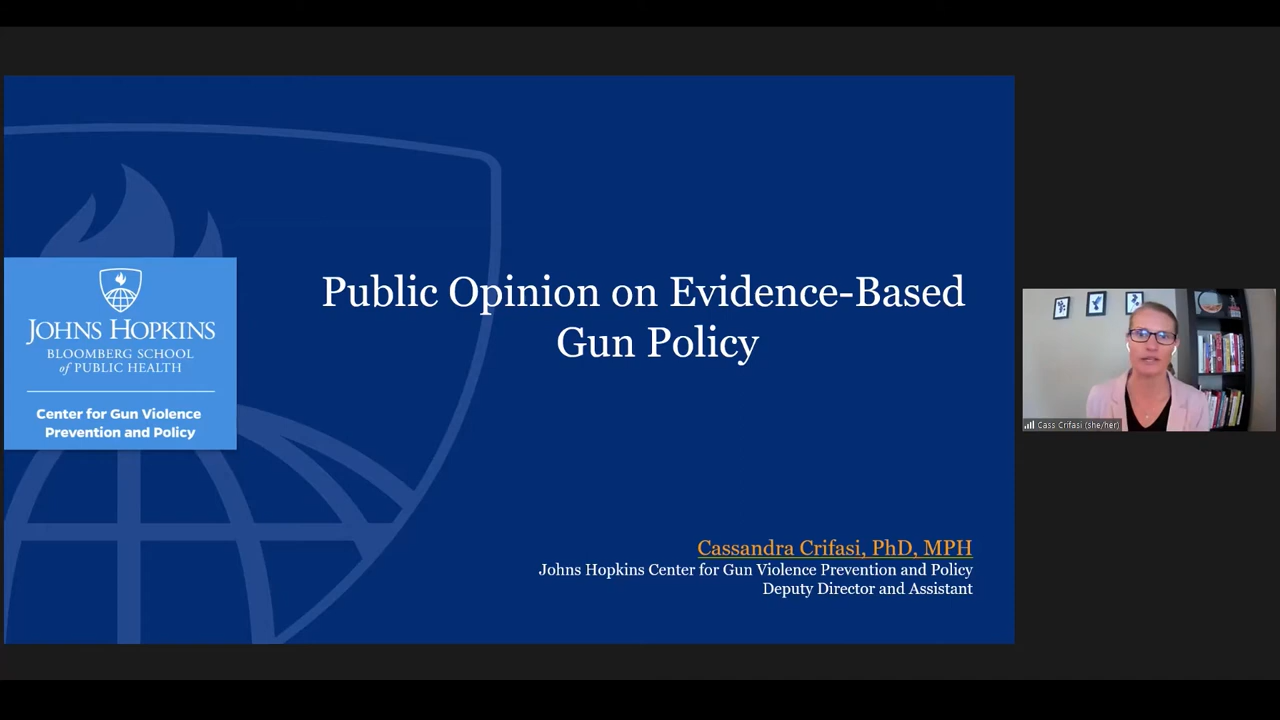 Public Opinion on Evidence-Based
Gun Policy
JOHNS HOPKINS
BLOOMBERG SCHOOL
of PUBLIC HEALTH
Center for Gun Violence
Prevention and Policy
Cassandra Crifasi, PhD, MPH
Johns Hopkins Center for Gun Violence Prevention and Policy
Deputy Director and Assistant
Cass Crifasi (she/her)